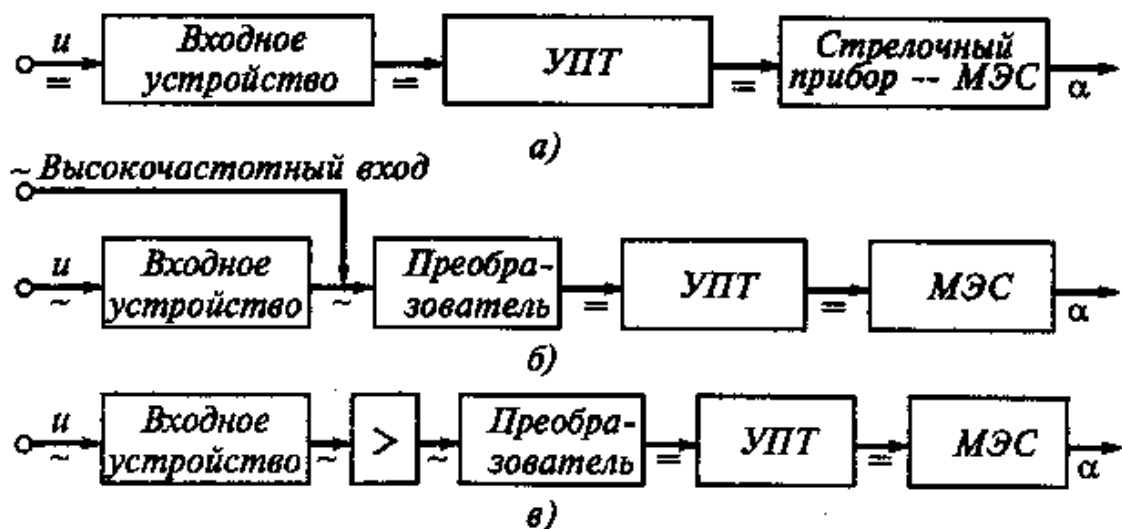 u
=
Входное
устройство
=
УПТ
=
Стрелочный
прибор -- МЭС
α
а)
~ Высокочастотный вход
u
~
Входное
устройство
~
Преобра-
зователь
=
УПТ
=
МЭС
α
б)
u
~
Входное
устройство
~
>
~
Преобра-
зователь
=
УПТ
=
МЭС
α
в)